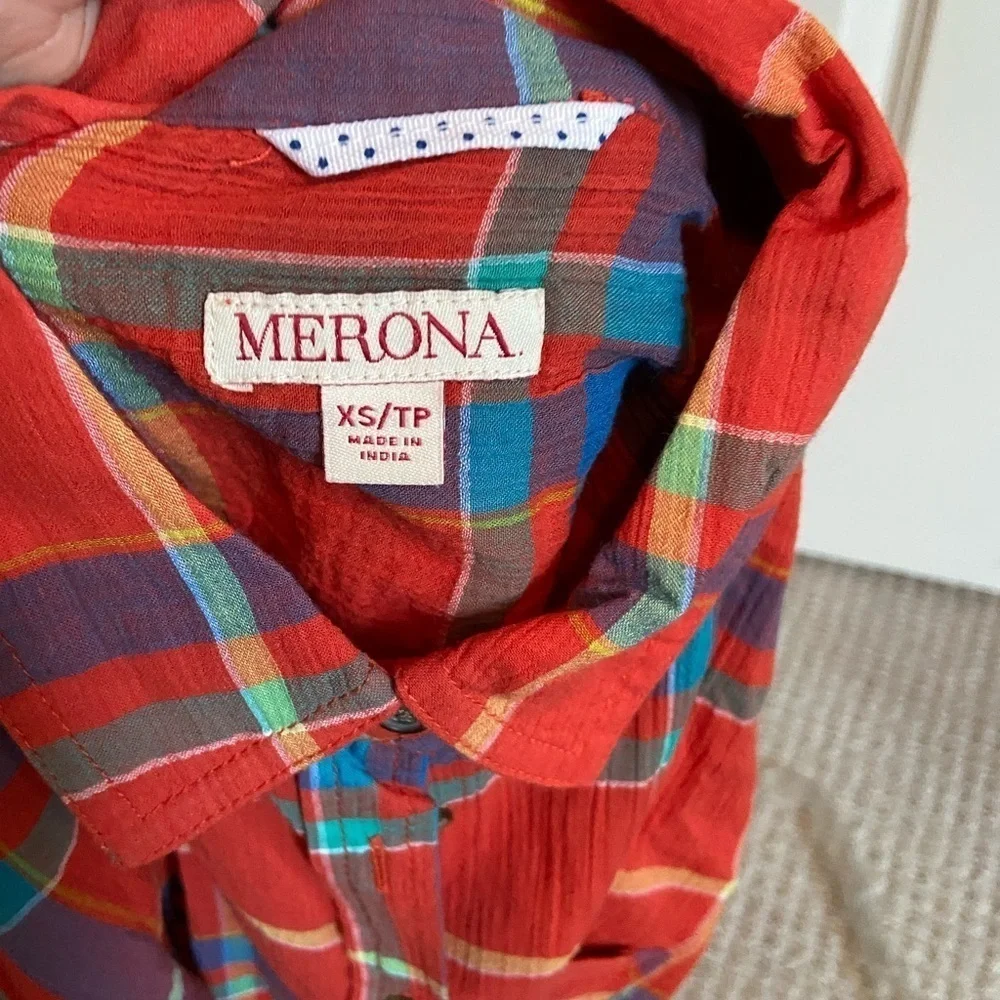 MERONA.
XS/TP
MADE IN
INDIA